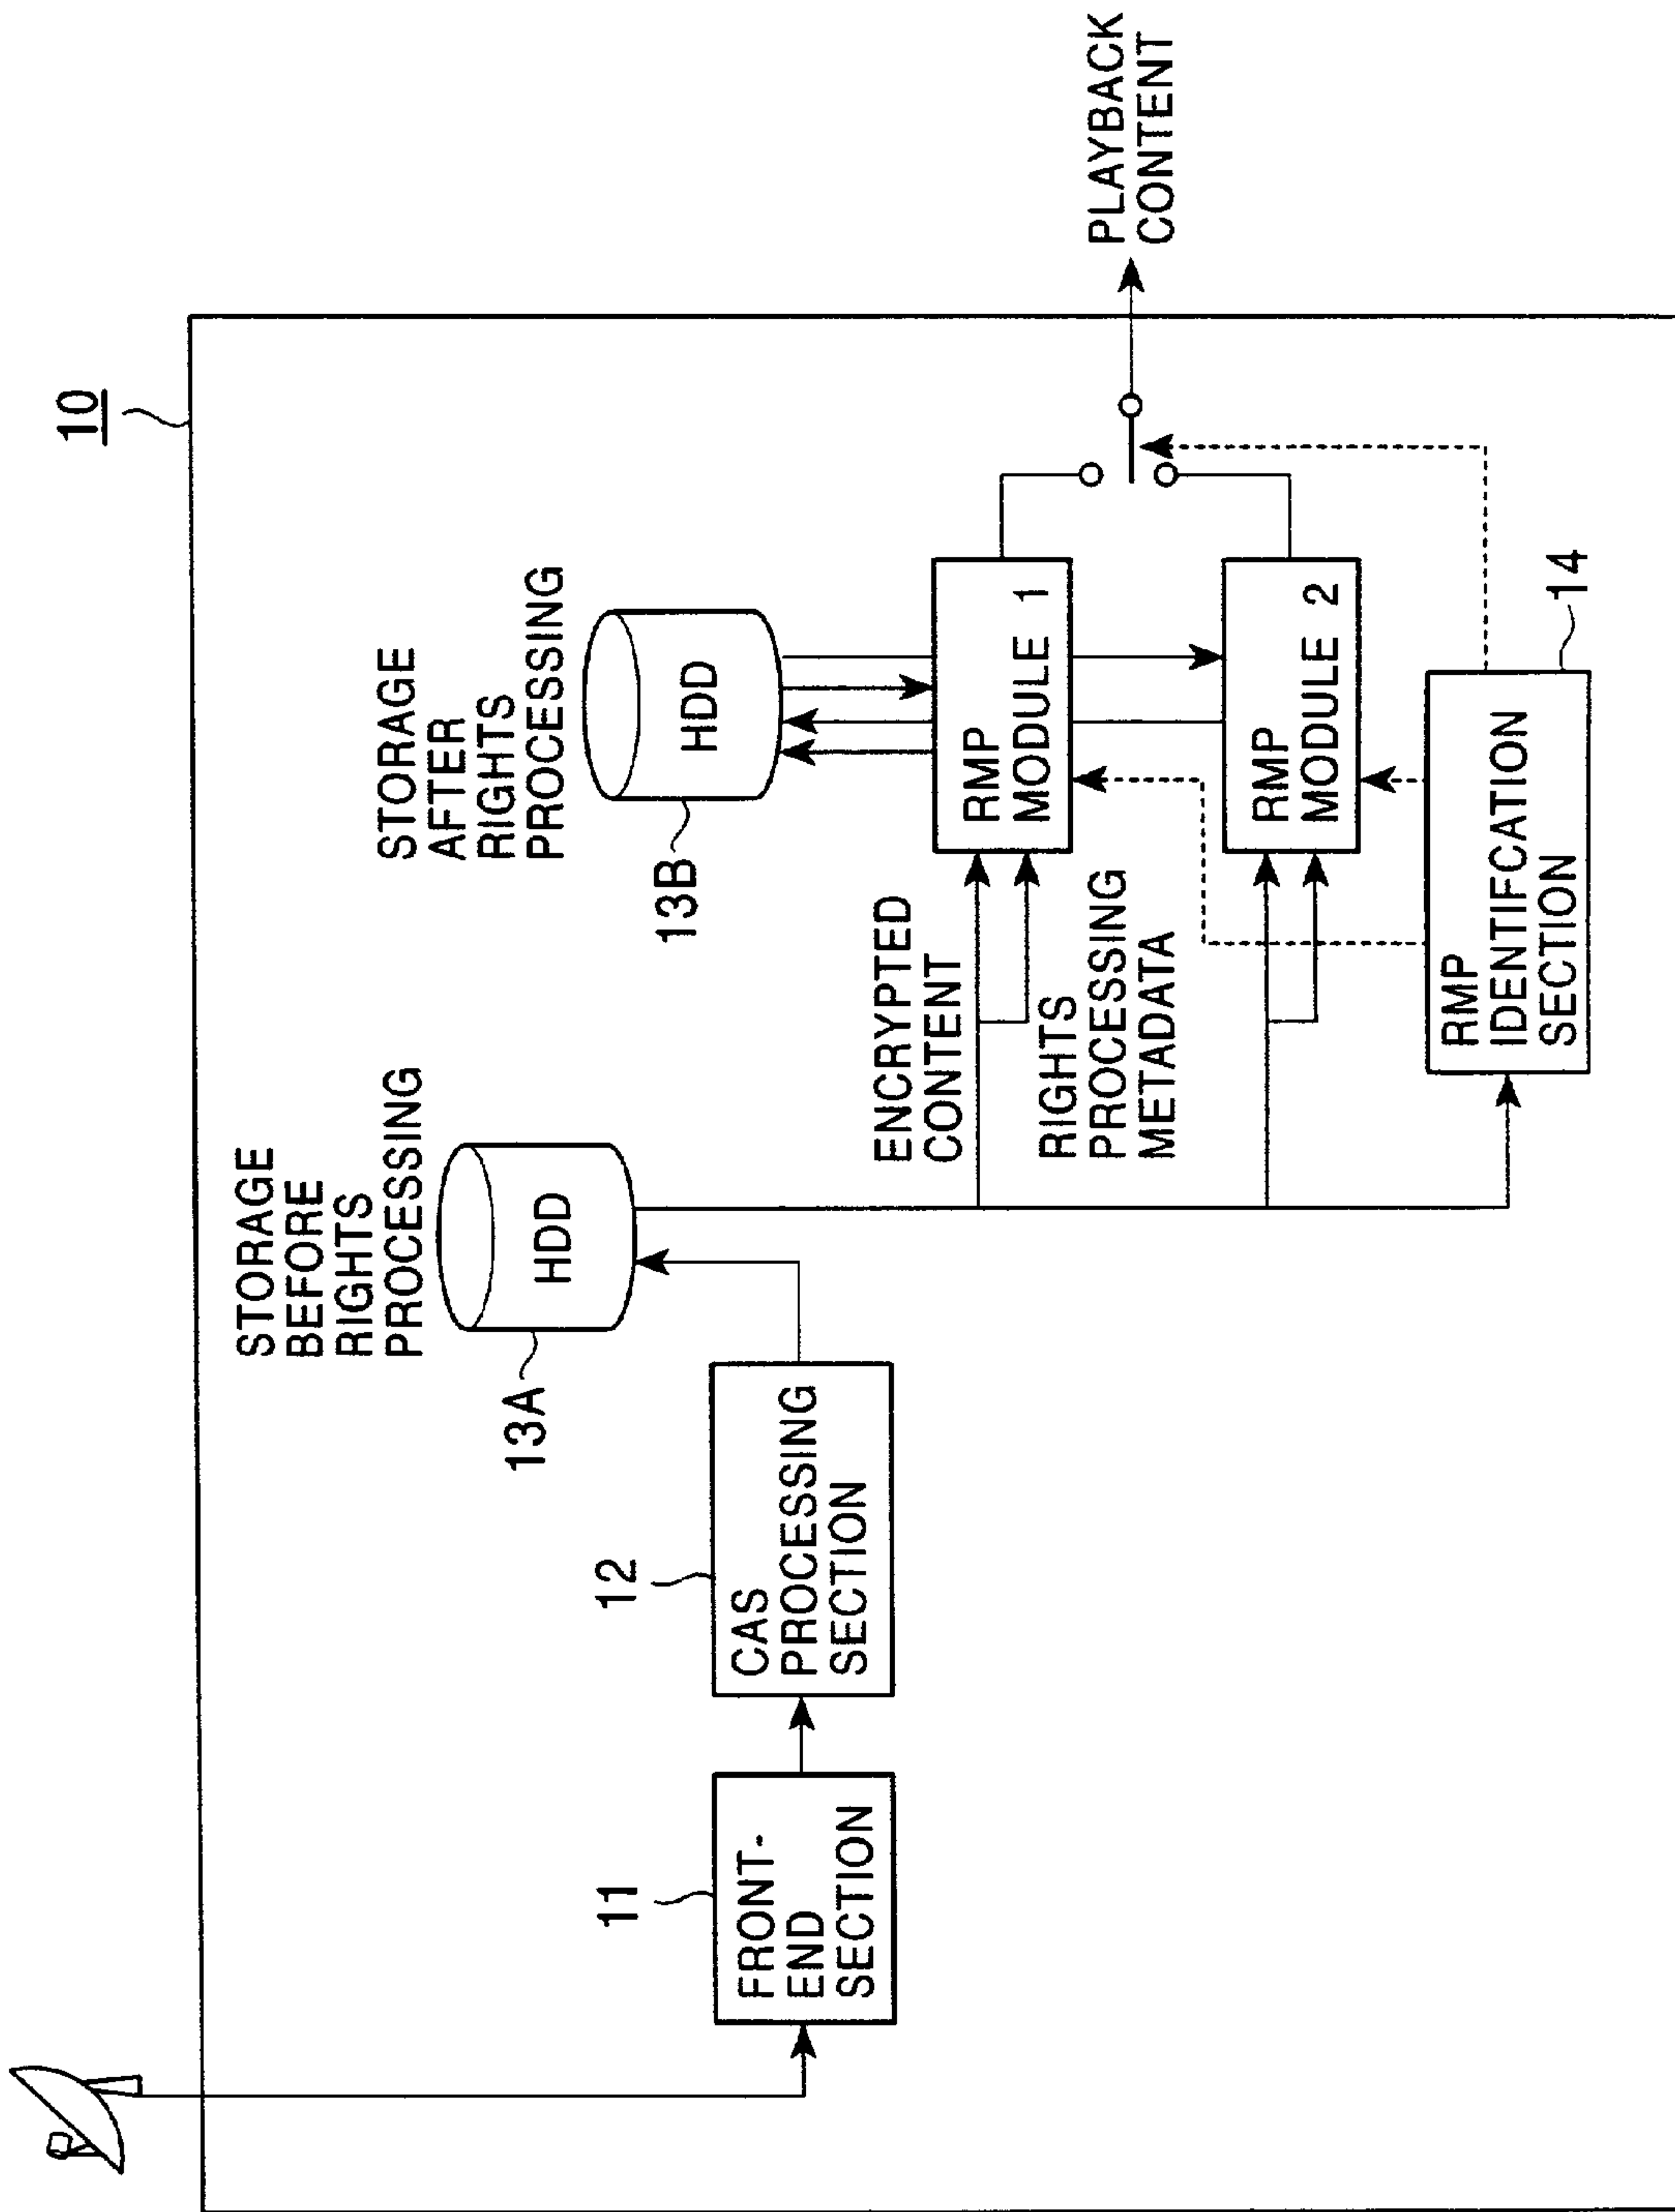 10
STORAGE
BEFORE
RIGHTS
PROCESSING
STORAGE
AFTER
RIGHTS
PROCESSING
HDD
13A
HDD
13B
11
FRONT-
END
SECTION
12
CAS
PROCESSING
SECTION
ENCRYPTED
CONTENT
RIGHTS
PROCESSING
METADATA
RMP
MODULE 1
RMP
MODULE 2
PLAYBACK
CONTENT
RMP
IDENTIFCATION
SECTION
14